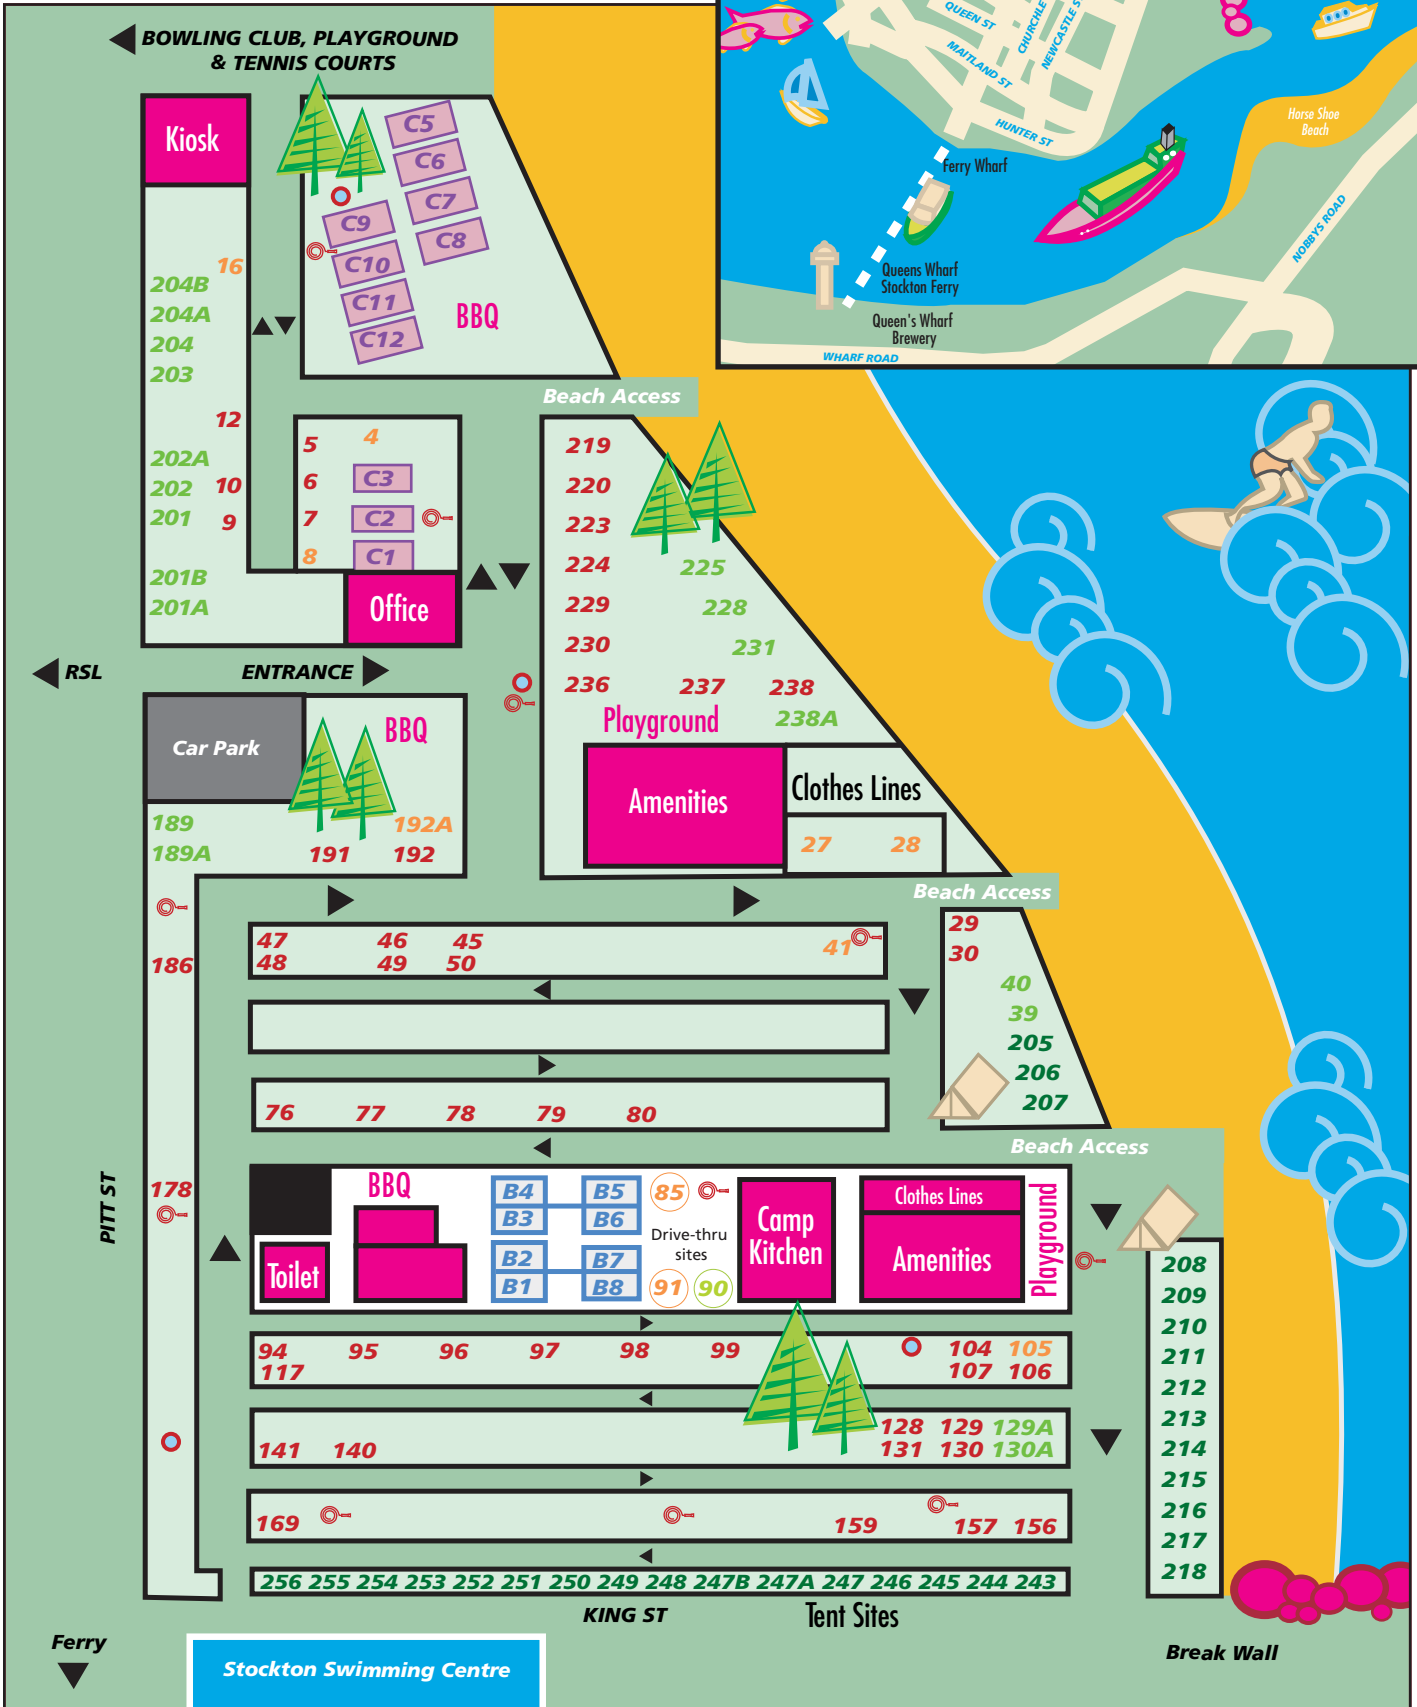 BOWLING CLUB, PLAYGROUND
& TENNIS COURTS
Kiosk
C5
C6
C7
C8
C9
C10
C11
C12
BBQ
16
204B
204A
204
203
12
202A
202
10
201
9
201B
201A
5
4
6
C3
7
C2
8
C1
Office
RSL
ENTRANCE
QUEEN ST
CHURCHLE
NEWCASTLE S
MAITLAND ST
HUNTER ST
Ferry Wharf
Horse Shoe
Beach
NOBBYS ROAD
Queens Wharf
Stockton Ferry
Queen's Wharf
Brewery
WHARF ROAD
Beach Access
219
220
223
224
225
229
228
230
231
236
237
238
Playground
238A
Amenities
Clothes Lines
27
28
Car Park
BBQ
189
192A
189A
191
192
Beach Access
47
46
45
41
48
49
50
186
29
30
40
39
205
206
207
76
77
78
79
80
Beach Access
PITT ST
178
BBQ
Toilet
B4
B5
B3
B6
B2
B7
B1
B8
85
Drive-thru
sites
91
90
Camp
Kitchen
Clothes Lines
Amenities
Playground
208
209
210
211
212
213
214
215
216
217
218
94
95
96
97
98
99
104
105
117
107
106
128
129
129A
141
140
131
130
130A
169
159
157
156
256 255 254 253 252 251 250 249 248 247B 247A 247 246 245 244 243
KING ST
Tent Sites
Ferry
Stockton Swimming Centre
Break Wall